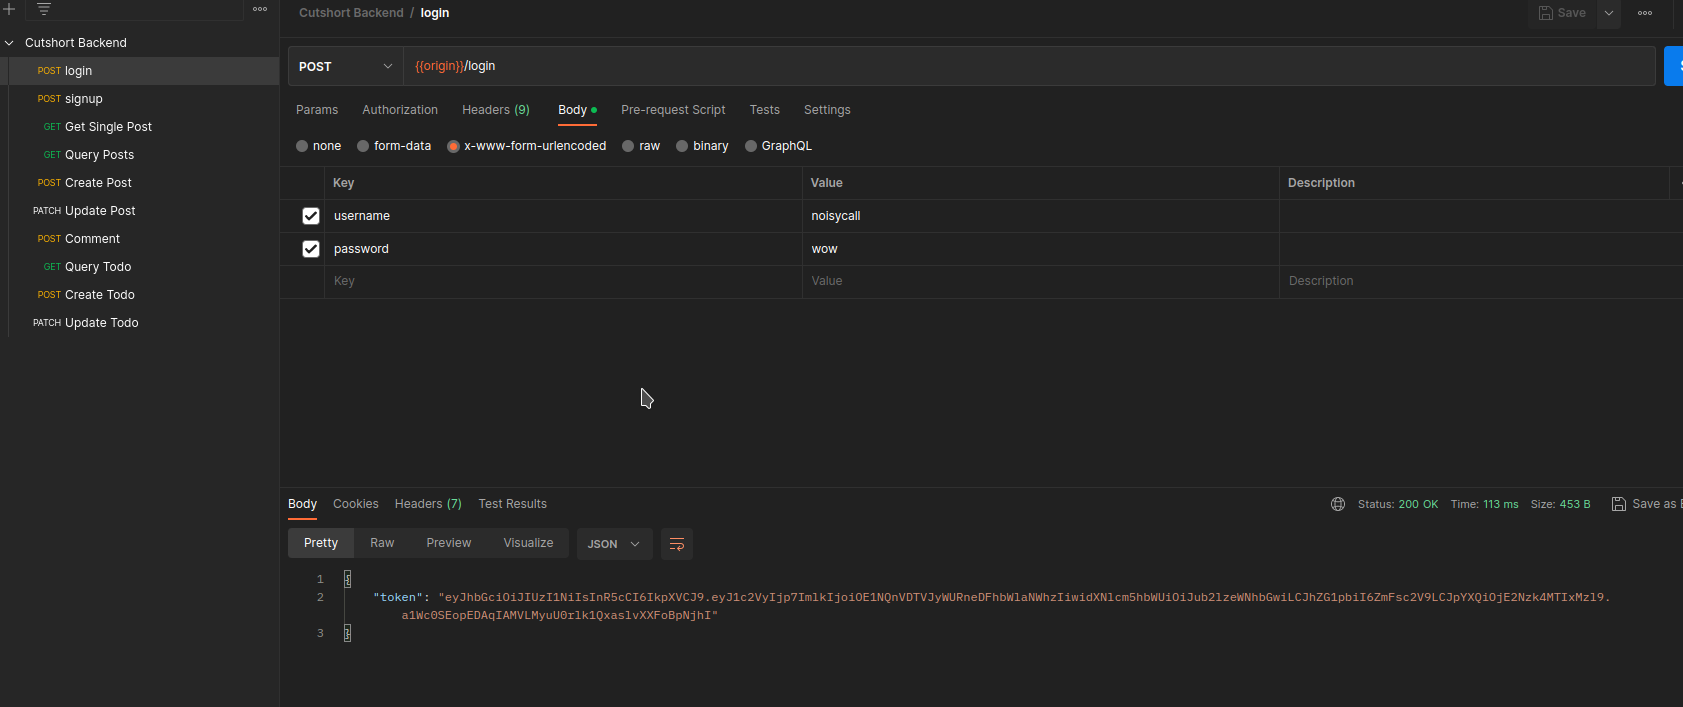 Cutshort Backend / login
Save
Cutshort Backend
POST login
POST signup
GET Get Single Post
GET Query Posts
POST Create Post
PATCH Update Post
POST Comment
GET Query Todo
POST Create Todo
PATCH Update Todo
POST
{{origin}}/login
Params Authorization Headers (9) Body Pre-request Script Tests Settings
none form-data x-www-form-urlencoded raw binary GraphQL
Key Value Description
username noisycall
password wow
Key Value Description
Body Cookies Headers (7) Test Results
Status: 200 OK Time: 113 ms Size: 453 B Save as
Pretty Raw Preview Visualize JSON
1 {
2 "token": "eyJhbGciOiJIUzI1NiIsInR5cCI6IkpXVCJ9.eyJ1c2VyIjp7ImlkIjoiOE1NQnVDTVJyWURneDFhbWlaNWhzIiwidXNlcm5hbWUiOiJub2lzeWNhbGwiLCJhZG1pbiI6ZmFsc2V9LCJpYXQiOjE2Nzk4MTIxMzl9.
a1Wc0SEopEDAqIAMVLMyuU0rlk1QxaslvXXFoBpNjhI"
3 }